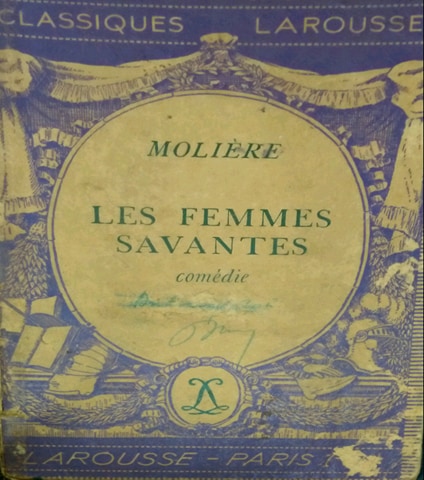 CLASSIQUES LAROUSSE
MOLIÈRE
LES FEMMES
SAVANTES
comédie
LAROUSSE - PARIS